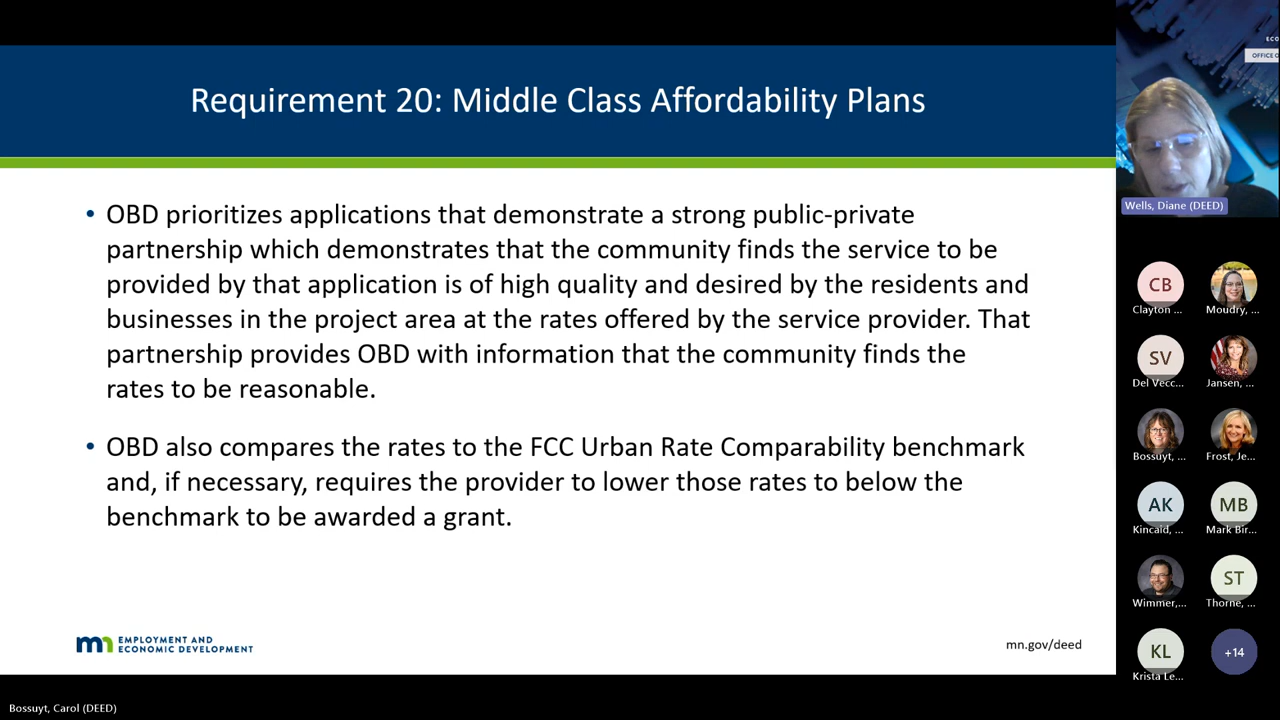 Requirement 20: Middle Class Affordability Plans
• OBD prioritizes applications that demonstrate a strong public-private
partnership which demonstrates that the community finds the service to be
provided by that application is of high quality and desired by the residents and
businesses in the project area at the rates offered by the service provider. That
partnership provides OBD with information that the community finds the
rates to be reasonable.
• OBD also compares the rates to the FCC Urban Rate Comparability benchmark
and, if necessary, requires the provider to lower those rates to below the
benchmark to be awarded a grant.
mn EMPLOYMENT AND
ECONOMIC DEVELOPMENT
mn.gov/deed
Bossuyt, Carol (DEED)
ECO
OFFICE O
Wells, Diane (DEED)
CB
Clayton ...
Moudry, ...
SV
Del Vecc...
Jansen, ...
Bossuyt, ...
Frost, Je...
AK
Kincaid, ...
MB
Mark Bir...
Wimmer,...
ST
Thorne, ...
KL
Krista Le...
+14